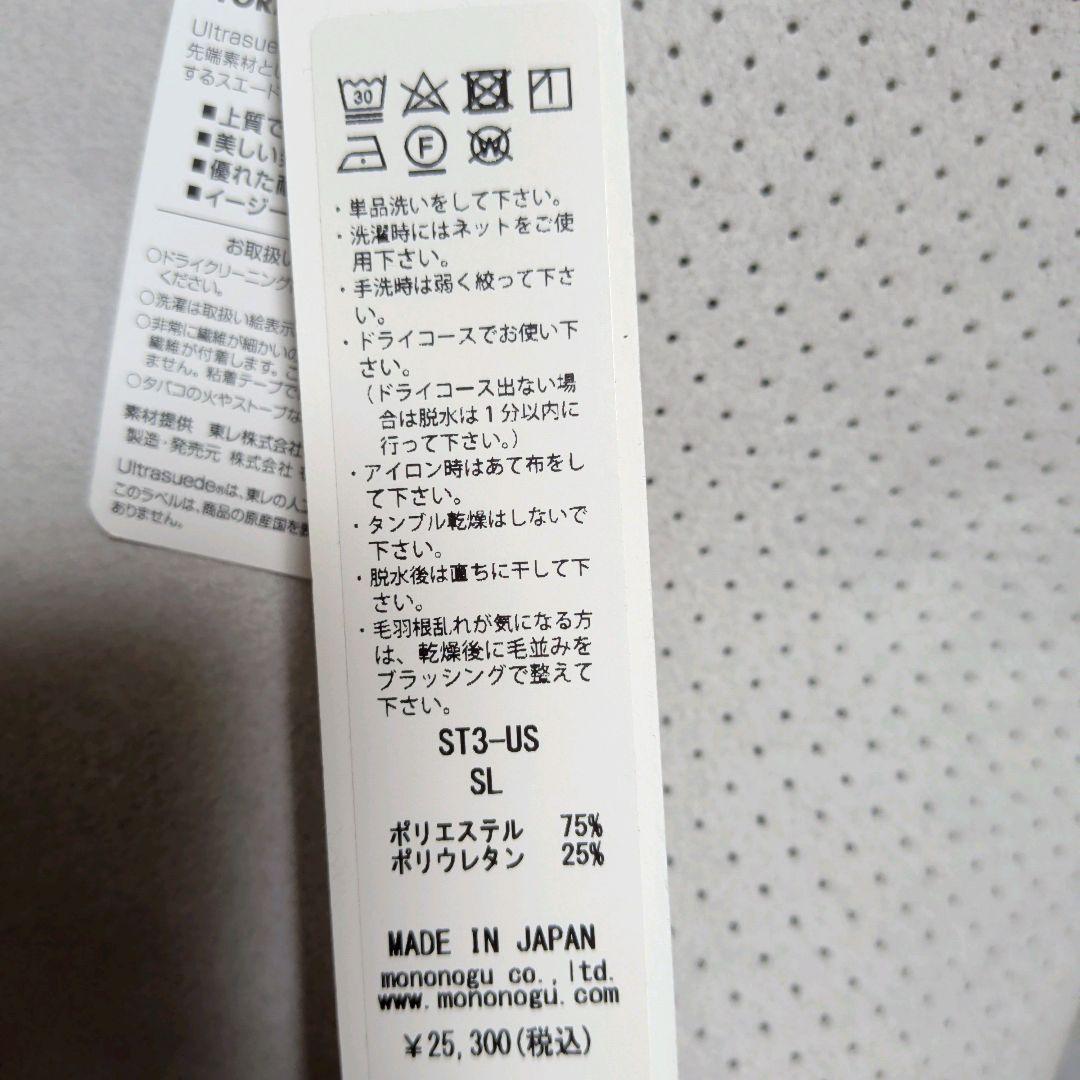 TOR
Ultrasuede
先端素材とし
するスエード
■上質で
■美しい
■優れた耐
■イージー
お取扱い
○ドライクリーニング
ください。
○洗濯は取扱い絵表示
○非常に繊維が細かいの
繊維が付着します。こ
ません。粘着テープで
○タバコの火やストーブな
素材提供 東レ株式会社
製造・発売元 株式会社
Ultrasuede®は、東レの人工
このラベルは、商品の原産国を表
ありません。
30
F
W
・単品洗いをして下さい。
・洗濯時にはネットをご使
用下さい。
・手洗時は弱く絞って下さ
い。
・ドライコースでお使い下
さい。
(ドライコース出ない場
合は脱水は1分以内に
行って下さい。)
・アイロン時はあて布をし
て下さい。
・タンブル乾燥はしないで
下さい。
・脱水後は直ちに干して下
さい。
・毛羽根乱れが気になる方
は、乾燥後に毛並みを
ブラッシングで整えて
下さい。
ST3-US
SL
ポリエステル 75%
ポリウレタン 25%
MADE IN JAPAN
mononogu co.,ltd.
www.mononogu.com
¥25,300(税込)